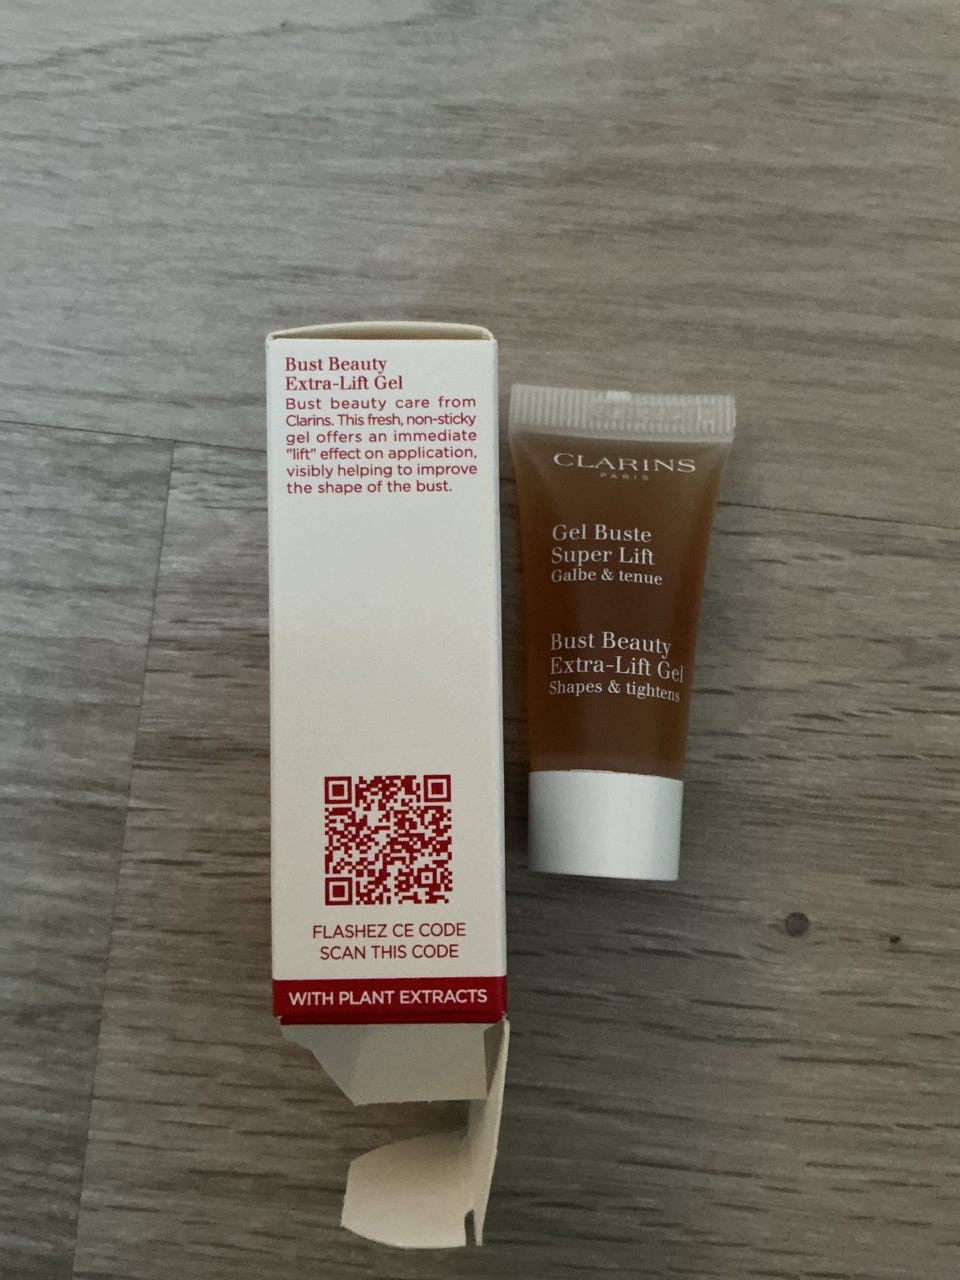 Bust Beauty
Extra-Lift Gel
Bust beauty care from
Clarins. This fresh, non-sticky
gel offers an immediate
"lift" effect on application,
visibly helping to improve
the shape of the bust.
FLASHEZ CE CODE
SCAN THIS CODE
WITH PLANT EXTRACTS
CLARINS
PARIS
Gel Buste
Super Lift
Galbe & tenue
Bust Beauty
Extra-Lift Gel
Shapes & tightens